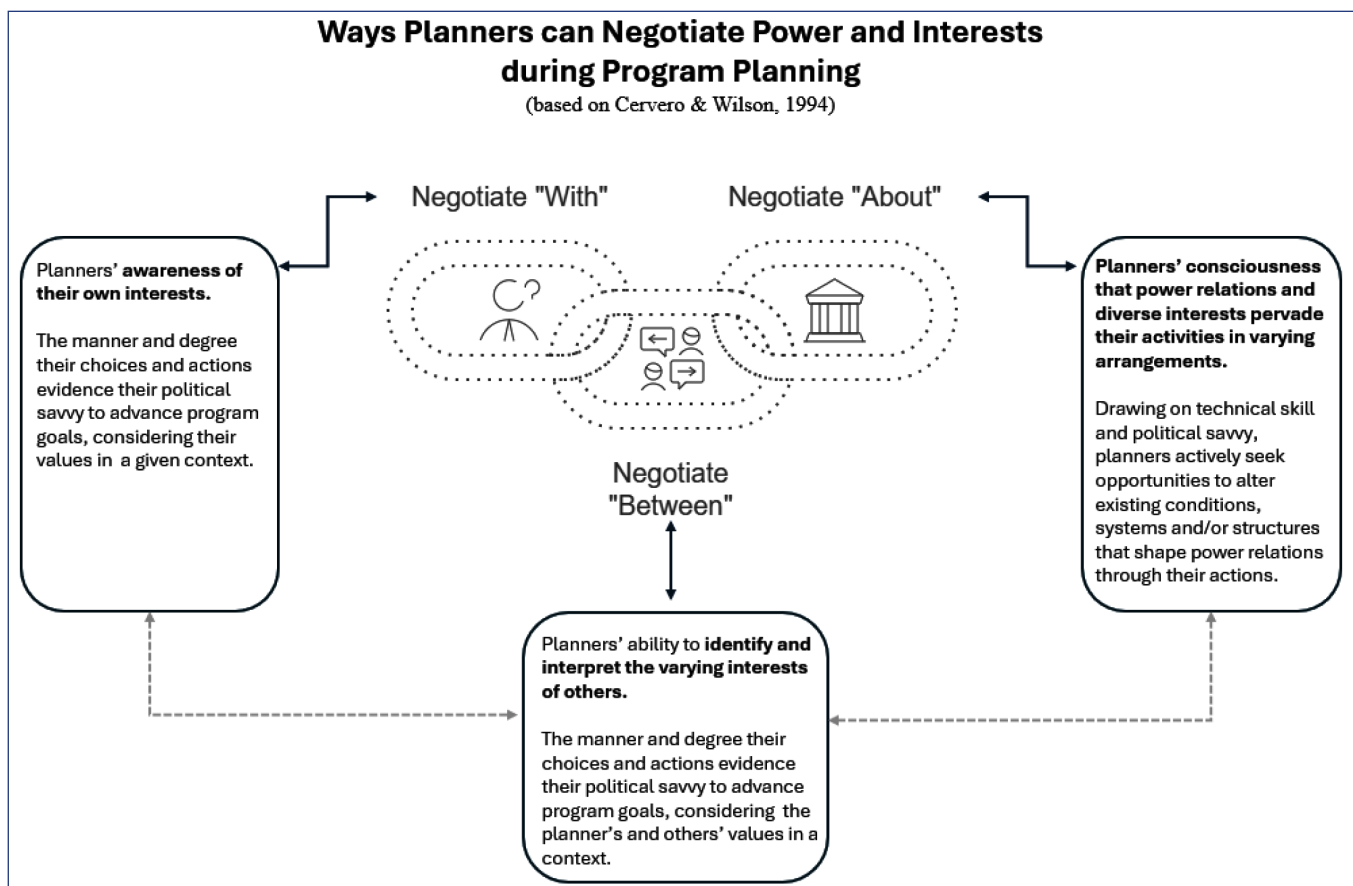 Ways Planners can Negotiate Power and Interests
during Program Planning
(based on Cervero & Wilson, 1994)
Negotiate "With"
Negotiate "About"
Planners’ awareness of
their own interests.
The manner and degree
their choices and actions
evidence their political
savvy to advance program
goals, considering their
values in a given context.
Planners’ consciousness
that power relations and
diverse interests pervade
their activities in varying
arrangements.
Drawing on technical skill
and political savvy,
planners actively seek
opportunities to alter
existing conditions,
systems and/or structures
that shape power relations
through their actions.
Negotiate
"Between"
Planners’ ability to identify and
interpret the varying interests
of others.
The manner and degree their
choices and actions evidence
their political savvy to advance
program goals, considering the
planner’s and others’ values in a
context.